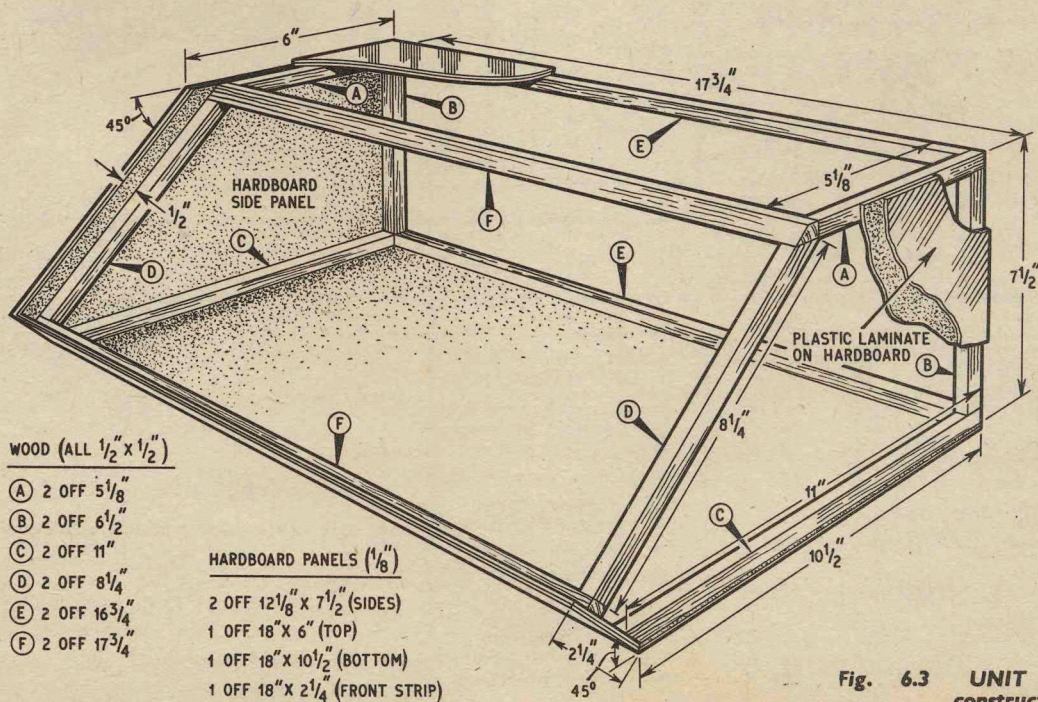 6"
17 3/4"
45°
A
B
E
5 1/8"
HARDBOARD
SIDE PANEL
1/2"
F
A
C
E
7 1/2"
D
PLASTIC LAMINATE
ON HARDBOARD
B
D
8 1/4"
F
11"
C
10 1/2"
2 1/4"
45°
WOOD (ALL 1/2" X 1/2")
A 2 OFF 5 1/8"
B 2 OFF 6 1/2"
C 2 OFF 11"
D 2 OFF 8 1/4"
E 2 OFF 16 3/4"
F 2 OFF 17 3/4"
HARDBOARD PANELS (1/8")
2 OFF 12 1/8" X 7 1/2" (SIDES)
1 OFF 18" X 6" (TOP)
1 OFF 18" X 10 1/2" (BOTTOM)
1 OFF 18" X 2 1/4" (FRONT STRIP)
Fig. 6.3 UNIT